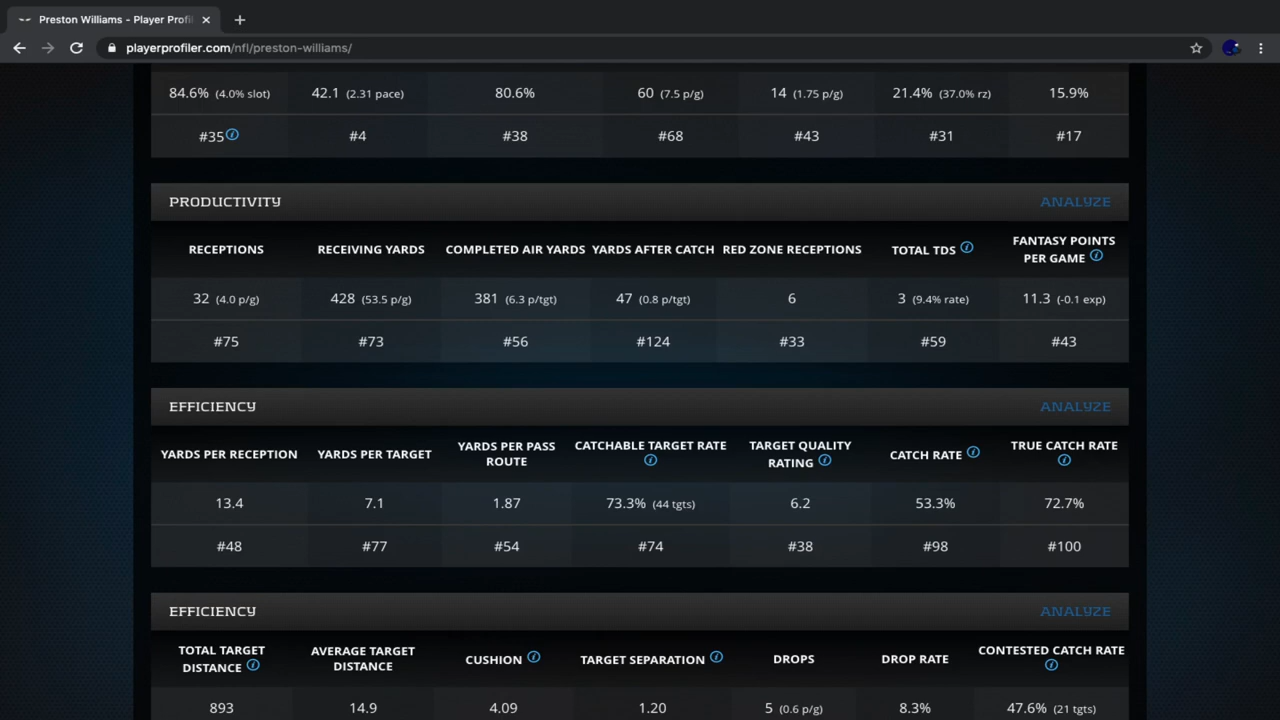 Preston Williams - Player Profil
playerprofiler.com/nfl/preston-williams/
84.6% (4.0% slot) 42.1 (2.31 pace) 80.6% 60 (7.5 p/g) 14 (1.75 p/g) 21.4% (37.0% rz) 15.9%
#35 #4 #38 #68 #43 #31 #17
PRODUCTIVITY ANALYZE
RECEPTIONS RECEIVING YARDS COMPLETED AIR YARDS YARDS AFTER CATCH RED ZONE RECEPTIONS TOTAL TDS FANTASY POINTS
PER GAME
32 (4.0 p/g) 428 (53.5 p/g) 381 (6.3 p/tgt) 47 (0.8 p/tgt) 6 3 (9.4% rate) 11.3 (-0.1 exp)
#75 #73 #56 #124 #33 #59 #43
EFFICIENCY ANALYZE
YARDS PER RECEPTION YARDS PER TARGET YARDS PER PASS CATCHABLE TARGET RATE TARGET QUALITY CATCH RATE TRUE CATCH RATE
ROUTE RATING
13.4 7.1 1.87 73.3% (44 tgts) 6.2 53.3% 72.7%
#48 #77 #54 #74 #38 #98 #100
EFFICIENCY ANALYZE
TOTAL TARGET AVERAGE TARGET CUSHION TARGET SEPARATION DROPS DROP RATE CONTESTED CATCH RATE
DISTANCE DISTANCE
893 14.9 4.09 1.20 5 (0.6 p/g) 8.3% 47.6% (21 tgts)